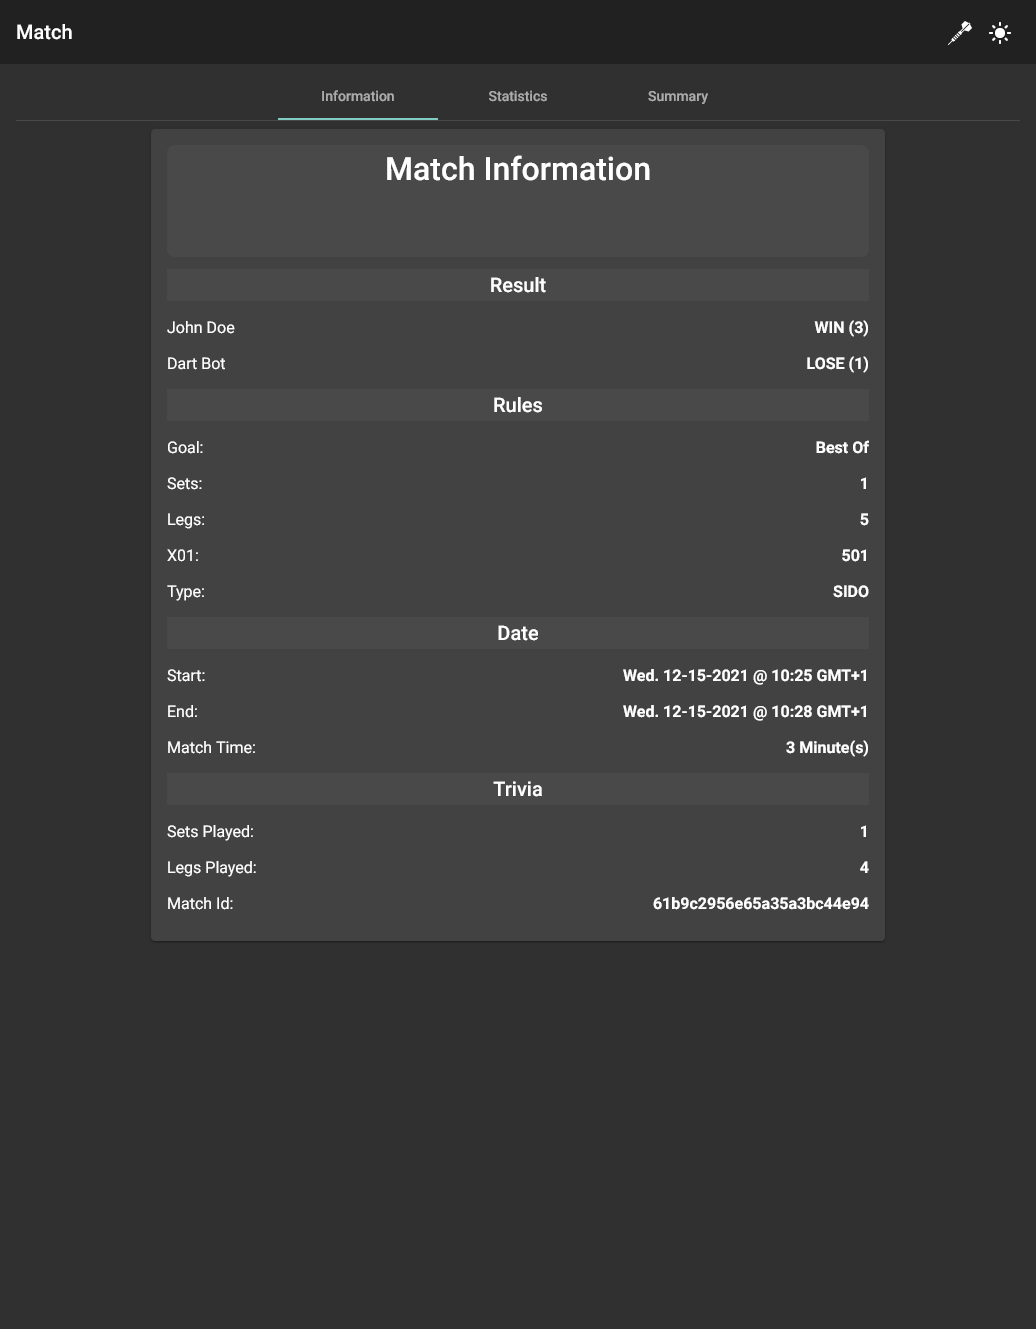 Match
Information Statistics Summary
Match Information
Result
John Doe WIN (3)
Dart Bot LOSE (1)
Rules
Goal: Best Of
Sets: 1
Legs: 5
X01: 501
Type: SIDO
Date
Start: Wed. 12-15-2021 @ 10:25 GMT+1
End: Wed. 12-15-2021 @ 10:28 GMT+1
Match Time: 3 Minute(s)
Trivia
Sets Played: 1
Legs Played: 4
Match Id: 61b9c2956e65a35a3bc44e94